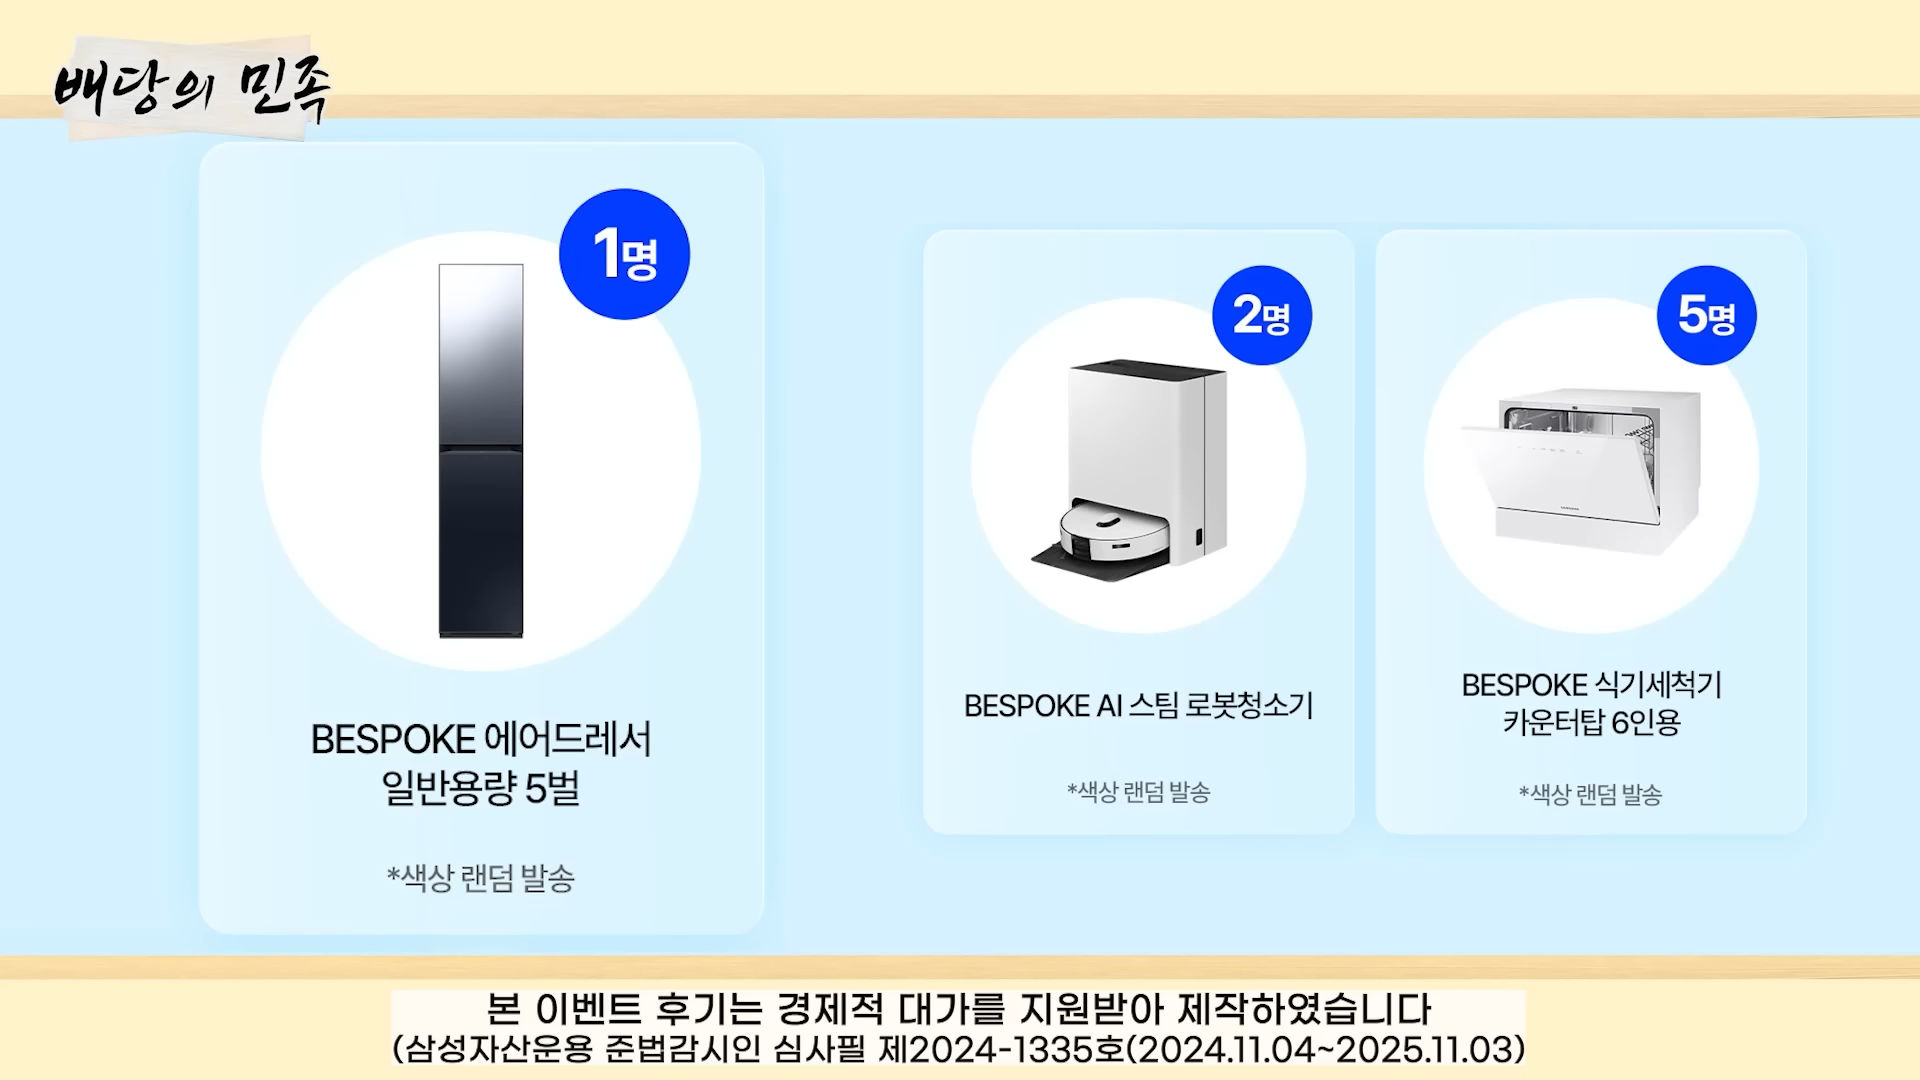 배당의 민족
1명
BESPOKE 에어드레서
일반용량 5벌
*색상 랜덤 발송
2명
BESPOKE AI 스팀 로봇청소기
*색상 랜덤 발송
5명
BESPOKE 식기세척기
카운터탑 6인용
*색상 랜덤 발송
본 이벤트 후기는 경제적 대가를 지원받아 제작하였습니다
(삼성자산운용 준법감시인 심사필 제2024-1335호(2024.11.04~2025.11.03)